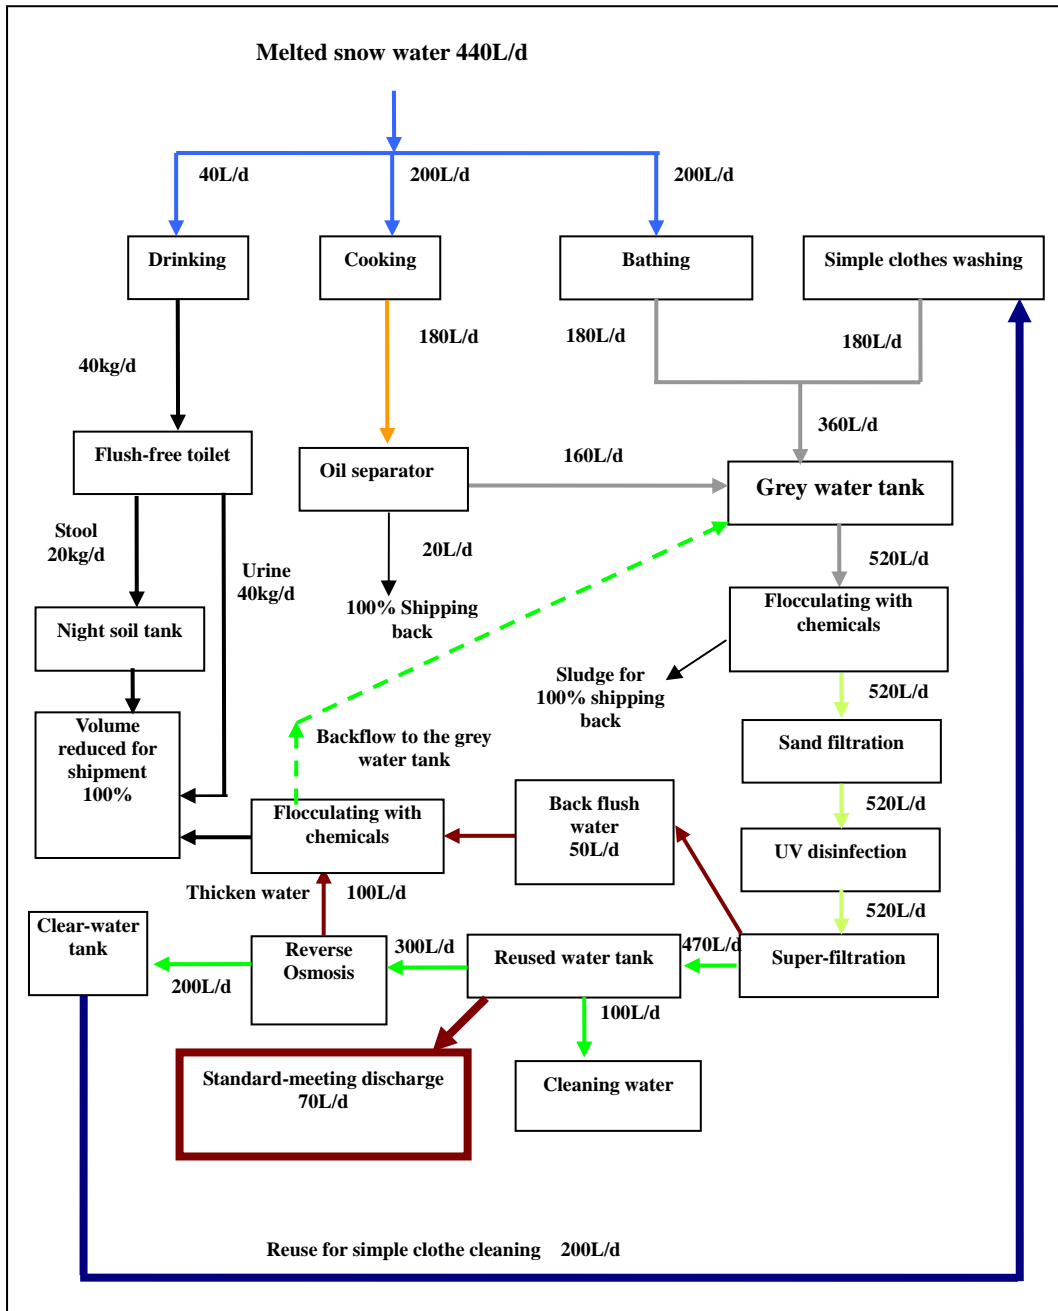 Melted snow water 440L/d
40L/d
200L/d
200L/d
Drinking
Cooking
Bathing
Simple clothes washing
40kg/d
180L/d
180L/d
180L/d
360L/d
Flush-free toilet
Oil separator
160L/d
Grey water tank
Stool
20kg/d
Urine
40kg/d
20L/d
520L/d
100% Shipping
back
Flocculating with
chemicals
Night soil tank
Sludge for
100% shipping
back
520L/d
Volume
reduced for
shipment
100%
Backflow to the grey
water tank
Sand filtration
520L/d
Flocculating with
chemicals
Back flush
water
50L/d
UV disinfection
Thicken water
100L/d
520L/d
Clear-water
tank
200L/d
Reverse
Osmosis
300L/d
Reused water tank
470L/d
Super-filtration
100L/d
Standard-meeting discharge
70L/d
Cleaning water
Reuse for simple clothe cleaning 200L/d